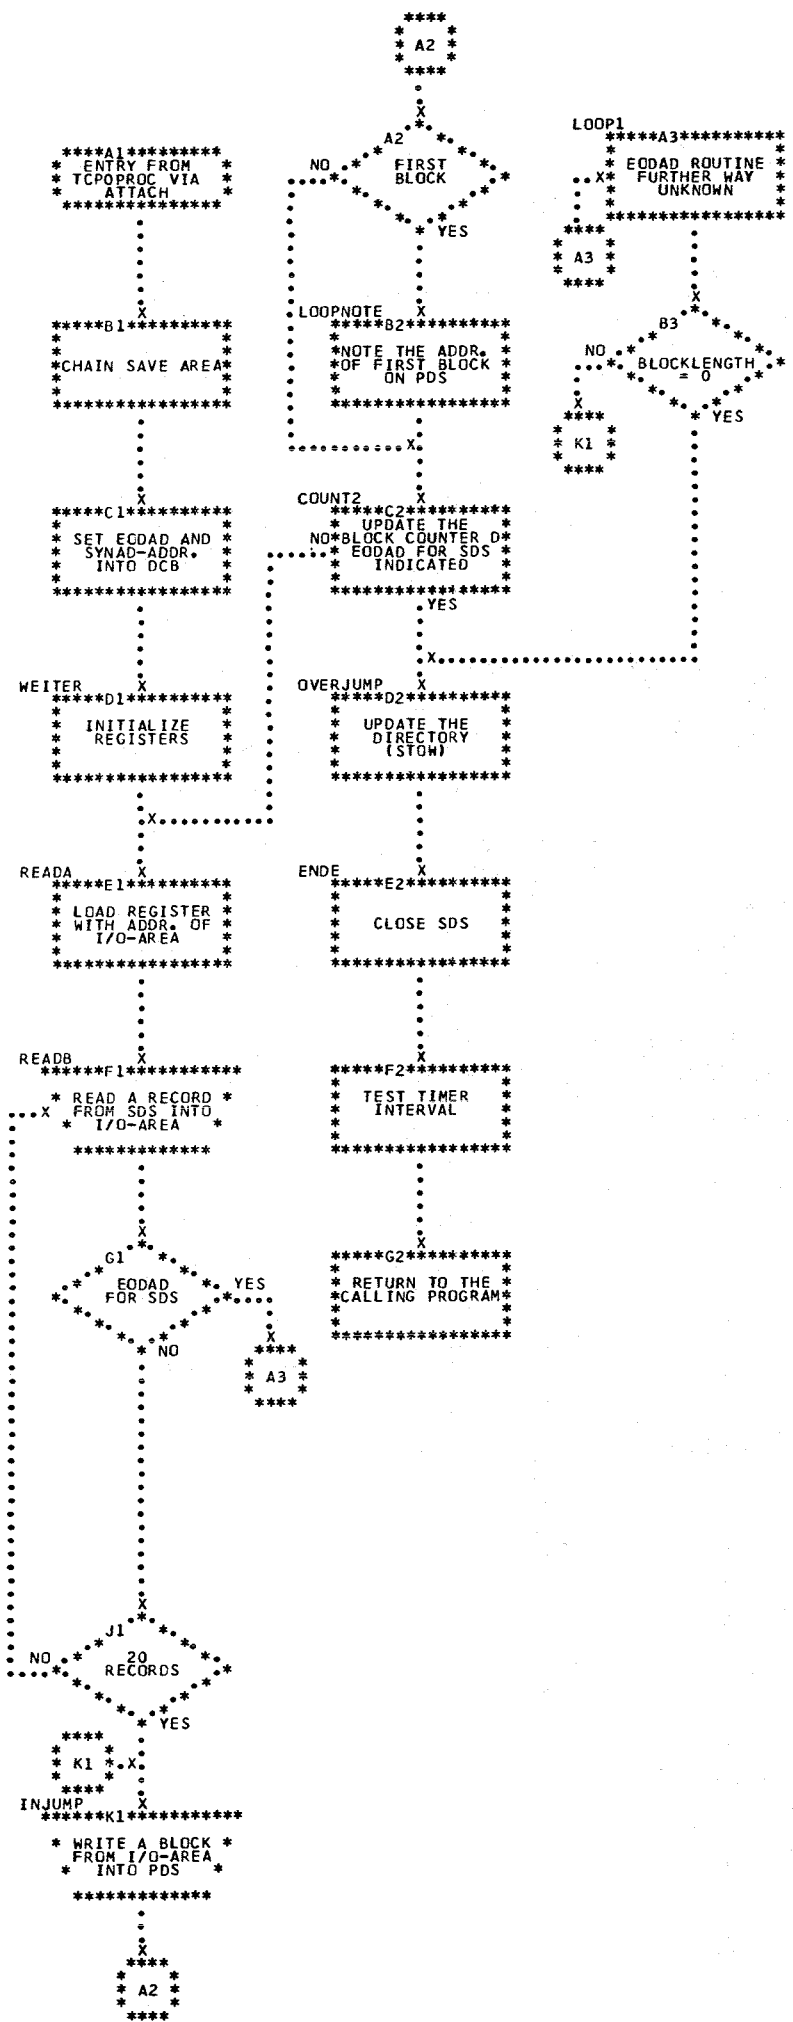 A1
ENTRY FROM
TCPOPROC VIA
ATTACH
B1
CHAIN SAVE AREA
C1
SET EODAD AND
SYNAD-ADDR.
INTO DCB
WEITER
D1
INITIALIZE
REGISTERS
X
READA
E1
LOAD REGISTER
WITH ADDR. OF
I/O-AREA
READB
F1
READ A RECORD
FROM SDS INTO
I/O-AREA
G1
EODAD
FOR SDS
YES
NO
A3
J1
20
RECORDS
NO
YES
K1
INJUMP
K1
WRITE A BLOCK
FROM I/O-AREA
INTO PDS
A2
A2
A2
FIRST
BLOCK
NO
YES
LOOPNOTE
B2
NOTE THE ADDR.
OF FIRST BLOCK
ON PDS
COUNT2
C2
UPDATE THE
NO*BLOCK COUNTER D*
EODAD FOR SDS
INDICATED
YES
OVERJUMP
D2
UPDATE THE
DIRECTORY
(STOW)
ENDE
E2
CLOSE SDS
F2
TEST TIMER
INTERVAL
G2
RETURN TO THE
CALLING PROGRAM
LOOP1
A3
EODAD ROUTINE
FURTHER WAY
UNKNOWN
A3
B3
BLOCKLENGTH
= 0
NO
YES
K1